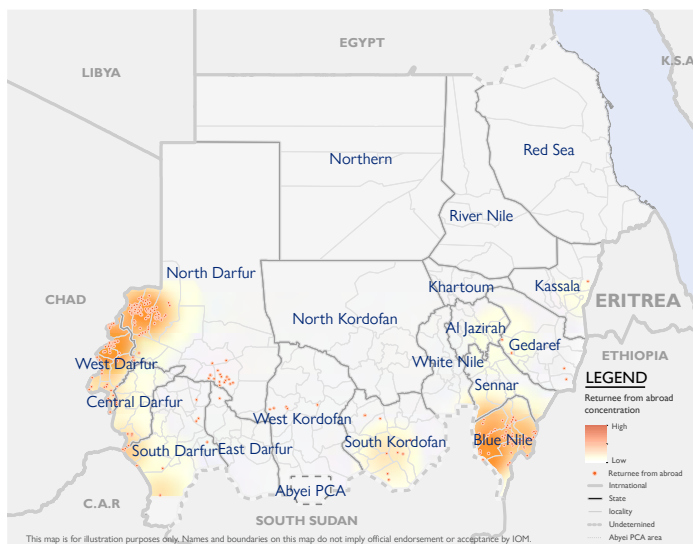 EGYPT
LIBYA
K.S.A
Red Sea
Northern
River Nile
North Darfur
Khartoum
Kassala
CHAD
ERITREA
North Kordofan
Al Jazirah
Gedaref
ETHIOPIA
West Darfur
White Nile
LEGEND
Sennar
Returnee from abroad
concentration
Central Darfur
High
West Kordofan
South Kordofan
Blue Nile
South Darfur
East Darfur
Low
Returnee from abroad
Intrnational
State
Abyei PCA
locality
C.A.R
SOUTH SUDAN
Undetermined
Abyei PCA area
This map is for illustration purposes only. Names and boundaries on this map do not imply official endorsement or acceptance by IOM.